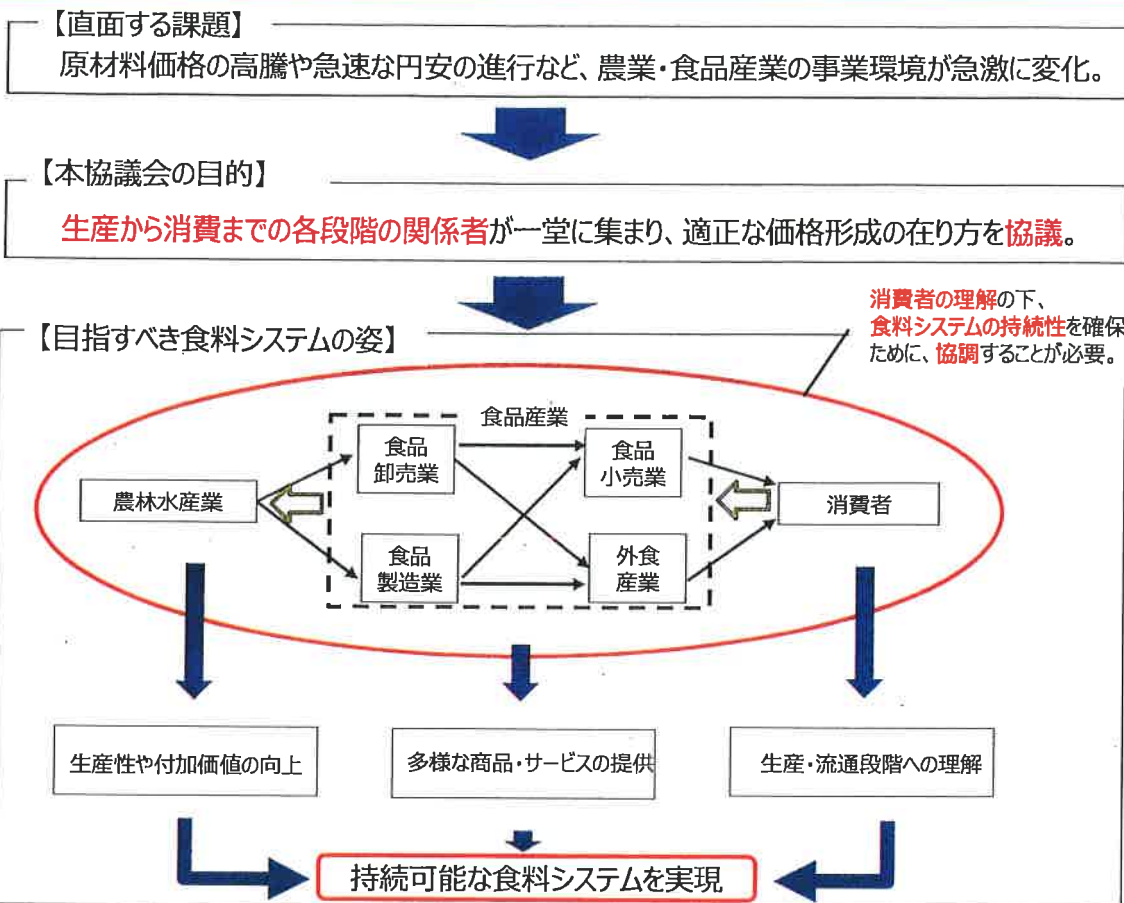 【直面する課題】
原材料価格の高騰や急速な円安の進行など、農業・食品産業の事業環境が急激に変化。
【本協議会の目的】
生産から消費までの各段階の関係者が一堂に集まり、適正な価格形成の在り方を協議。
消費者の理解の下、
食料システムの持続性を確保
ために、協調することが必要。
【目指すべき食料システムの姿】
食品産業
食品
卸売業
食品
小売業
農林水産業
消費者
食品
製造業
外食
産業
生産性や付加価値の向上
多様な商品・サービスの提供
生産・流通段階への理解
持続可能な食料システムを実現